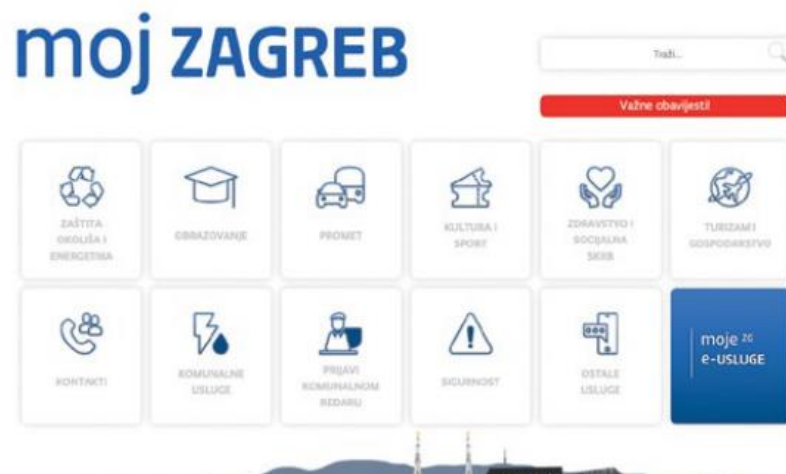 moj ZAGREB
Traži...
Važne obavijesti!
ZAŠTITA
OKOLIŠA I
ENERGETIKA
OBRAZOVANJE
PROMET
KULTURA I
SPORT
ZDRAVSTVO I
SOCIJALNA
SKRB
TURIZAM I
GOSPODARSTVO
KONTAKTI
KOMUNALNE
USLUGE
PRIJAVI
KOMUNALNOM
REDARU
SIGURNOST
OSTALE
USLUGE
moje ZG
e-USLUGE